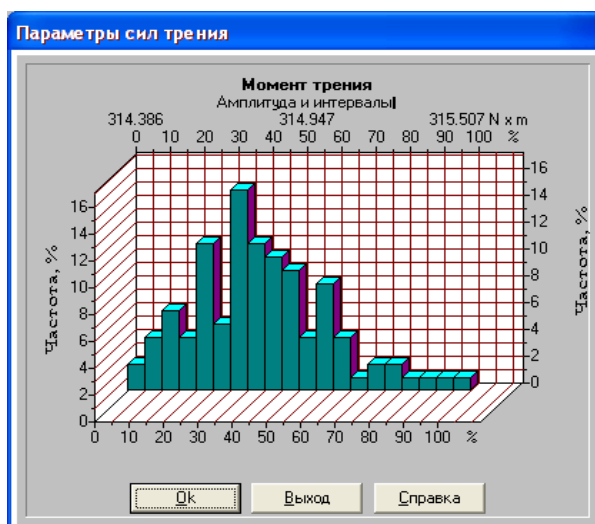 Параметры сил трения
Момент трения
Амплитуда и интервалы
314.386 314.947 315.507 N x m
0 10 20 30 40 50 60 70 80 90 100 %
16
14
12
10
8
6
4
2
0
Частота, %
16
14
12
10
8
6
4
2
0
Частота, %
0 10 20 30 40 50 60 70 80 90 100 %
Ok Выход Справка